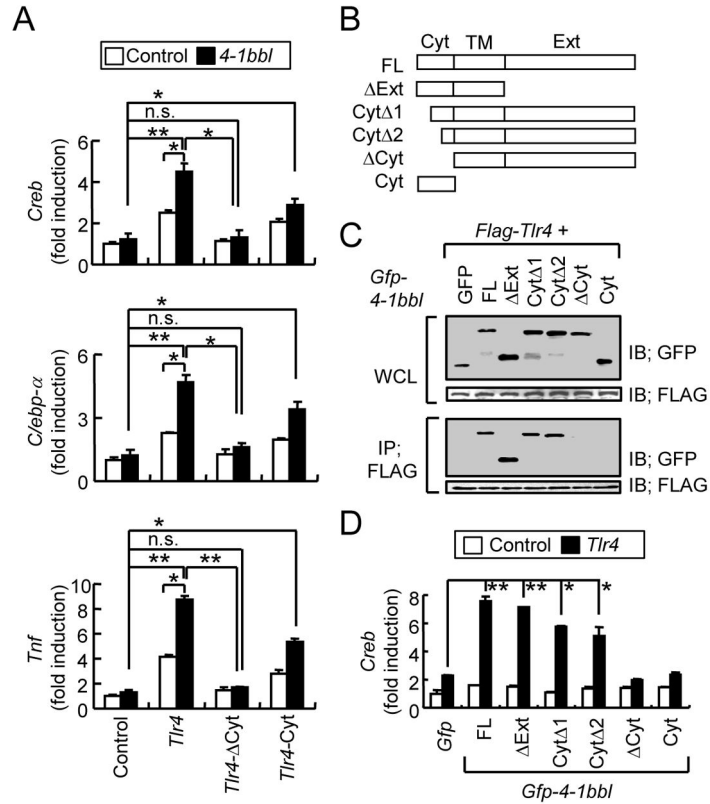 A
Control 4-1bbl
*
n.s.
** *
*
6
4
2
0
Creb
(fold induction)
*
n.s.
** *
*
6
3
0
C/ebp-α
(fold induction)
*
n.s.
** **
*
10
8
6
4
2
0
Tnf
(fold induction)
Control
Tlr4
Tlr4-ΔCyt
Tlr4-Cyt
B
Cyt TM Ext
FL
ΔExt
CytΔ1
CytΔ2
ΔCyt
Cyt
C
Flag-Tlr4 +
Gfp-
4-1bbl
GFP
FL
ΔExt
CytΔ1
CytΔ2
ΔCyt
Cyt
WCL
IB; GFP
IB; FLAG
IP;
FLAG
IB; GFP
IB; FLAG
D
Control Tlr4
** ** * *
8
6
4
2
0
Creb
(fold induction)
Gfp
FL
ΔExt
CytΔ1
CytΔ2
ΔCyt
Cyt
Gfp-4-1bbl